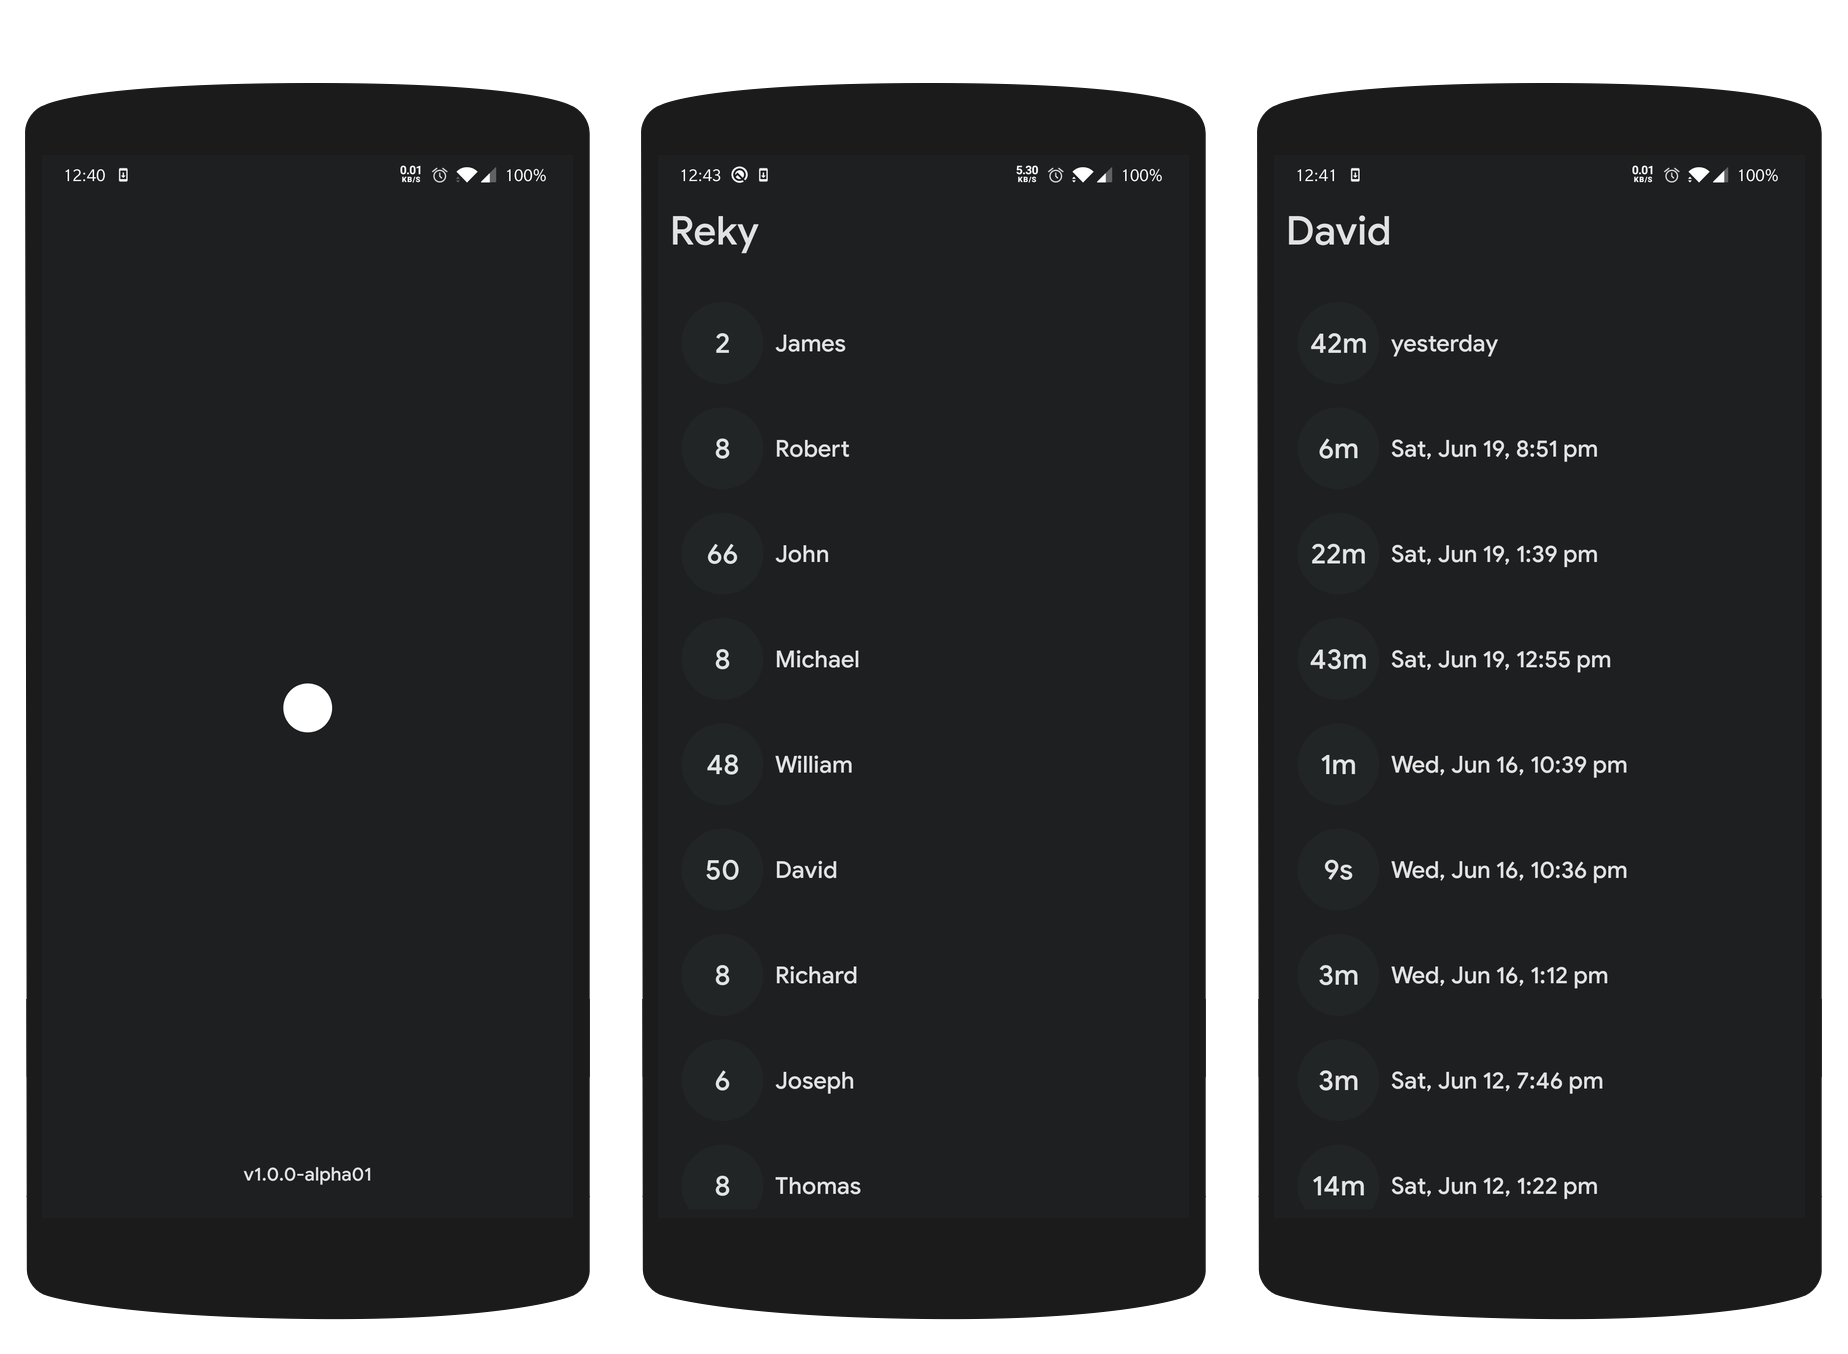 12:40 0.01 KB/S 100%
v1.0.0-alpha01
12:43 5.30 KB/S 100%
Reky
2 James
8 Robert
66 John
8 Michael
48 William
50 David
8 Richard
6 Joseph
8 Thomas
12:41 0.01 KB/S 100%
David
42m yesterday
6m Sat, Jun 19, 8:51 pm
22m Sat, Jun 19, 1:39 pm
43m Sat, Jun 19, 12:55 pm
1m Wed, Jun 16, 10:39 pm
9s Wed, Jun 16, 10:36 pm
3m Wed, Jun 16, 1:12 pm
3m Sat, Jun 12, 7:46 pm
14m Sat, Jun 12, 1:22 pm